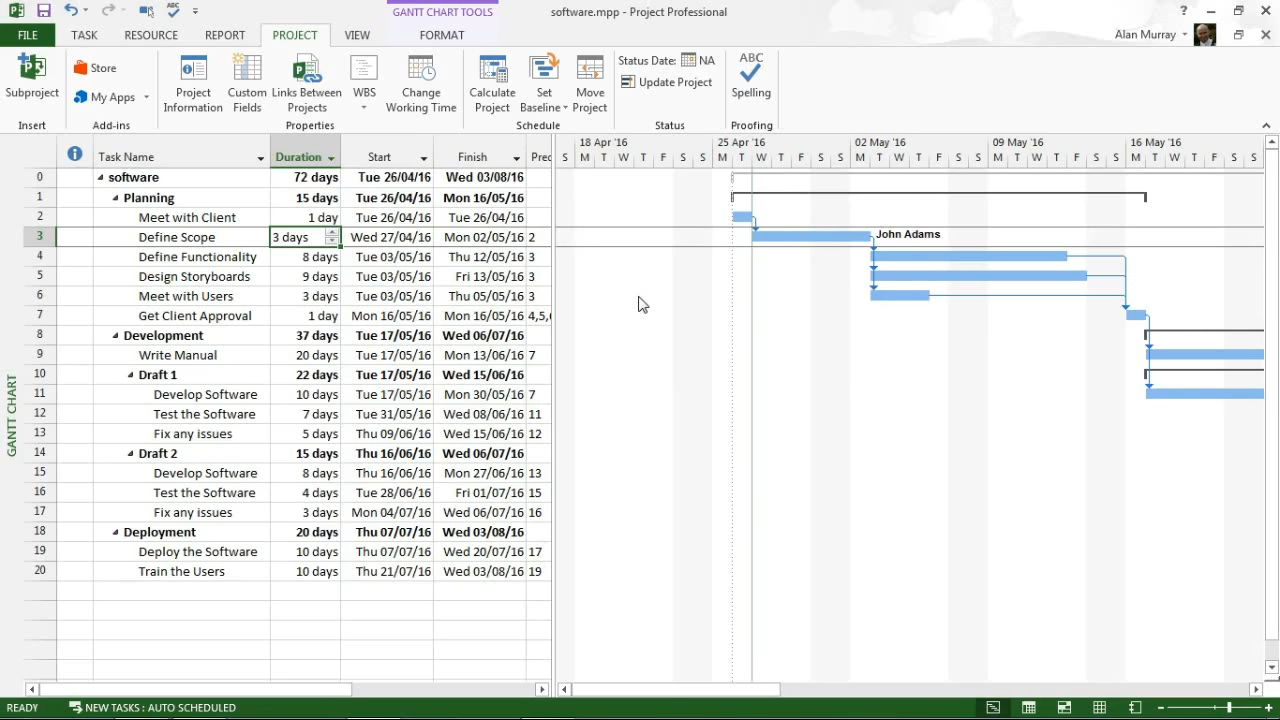 GANTT CHART TOOLS
software.mpp - Project Professional
?
FILE TASK RESOURCE REPORT PROJECT VIEW FORMAT
Alan Murray
Subproject
Store
My Apps
Project Information
Custom Fields
Links Between Projects
WBS
Change Working Time
Calculate Project
Set Baseline
Move Project
Status Date: NA
Update Project
ABC
Spelling
Insert Add-ins Properties Schedule Status Proofing
Task Name Duration Start Finish Pred
18 Apr '16 25 Apr '16 02 May '16 09 May '16 16 May '16
S M T W T F S S M T W T F S S M T W T F S S M T W T F S S M T W T F S S
0 software 72 days Tue 26/04/16 Wed 03/08/16
1 Planning 15 days Tue 26/04/16 Mon 16/05/16
2 Meet with Client 1 day Tue 26/04/16 Tue 26/04/16
3 Define Scope 3 days Wed 27/04/16 Mon 02/05/16 2
John Adams
4 Define Functionality 8 days Tue 03/05/16 Thu 12/05/16 3
5 Design Storyboards 9 days Tue 03/05/16 Fri 13/05/16 3
6 Meet with Users 3 days Tue 03/05/16 Thu 05/05/16 3
7 Get Client Approval 1 day Mon 16/05/16 Mon 16/05/16 4,5,6
8 Development 37 days Tue 17/05/16 Wed 06/07/16
9 Write Manual 20 days Tue 17/05/16 Mon 13/06/16 7
10 Draft 1 22 days Tue 17/05/16 Wed 15/06/16
11 Develop Software 10 days Tue 17/05/16 Mon 30/05/16 7
12 Test the Software 7 days Tue 31/05/16 Wed 08/06/16 11
13 Fix any issues 5 days Thu 09/06/16 Wed 15/06/16 12
14 Draft 2 15 days Thu 16/06/16 Wed 06/07/16
15 Develop Software 8 days Thu 16/06/16 Mon 27/06/16 13
16 Test the Software 4 days Tue 28/06/16 Fri 01/07/16 15
17 Fix any issues 3 days Mon 04/07/16 Wed 06/07/16 16
18 Deployment 20 days Thu 07/07/16 Wed 03/08/16
19 Deploy the Software 10 days Thu 07/07/16 Wed 20/07/16 17
20 Train the Users 10 days Thu 21/07/16 Wed 03/08/16 19
GANTT CHART
READY NEW TASKS : AUTO SCHEDULED